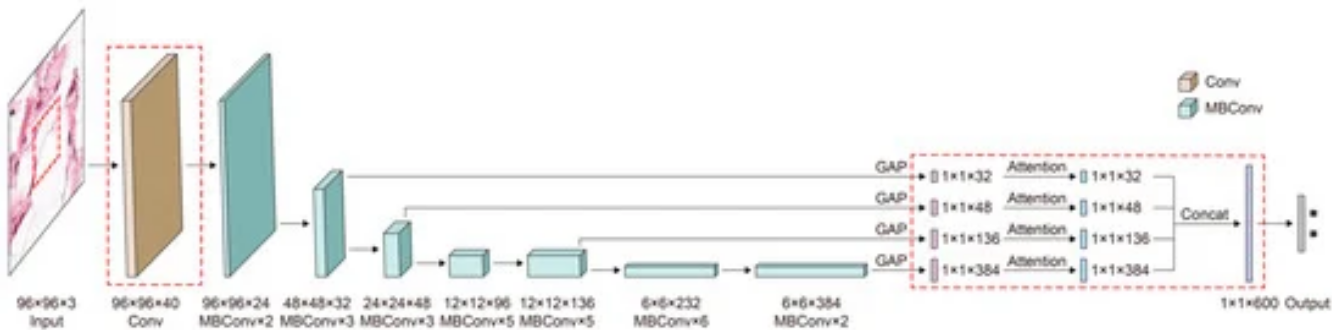 Conv
MBConv
GAP 1×1×32 Attention 1×1×32
GAP 1×1×48 Attention 1×1×48
Concat
GAP 1×1×136 Attention 1×1×136
GAP 1×1×384 Attention 1×1×384
96×96×3 96×96×40 96×96×24 48×48×32 24×24×48 12×12×96 12×12×136 6×6×232 6×6×384 1×1×600 Output
Input Conv MBConv×2 MBConv×3 MBConv×3 MBConv×5 MBConv×5 MBConv×6 MBConv×2